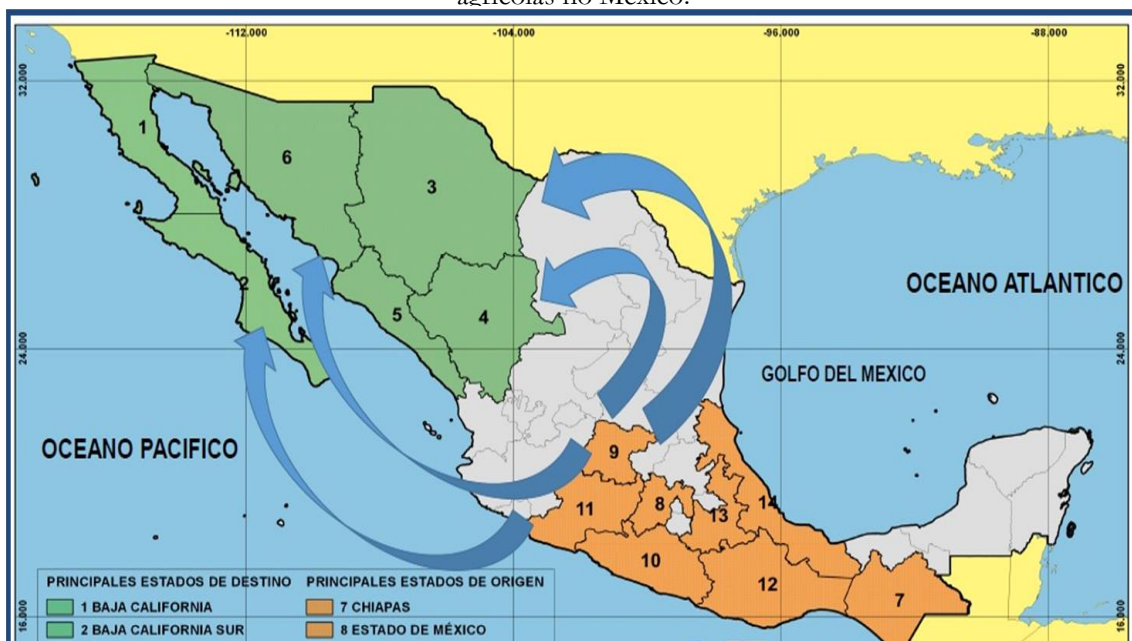 agrícolas no México.
-112.000 -104.000 -96.000 -88.000
32.000 32.000
1
6
3
2
5
4
OCEANO ATLANTICO
24.000 24.000
GOLFO DEL MEXICO
OCEANO PACIFICO
9
11
8
13
14
10
12
7
PRINCIPALES ESTADOS DE DESTINO PRINCIPALES ESTADOS DE ORIGEN
1 BAJA CALIFORNIA 7 CHIAPAS
2 BAJA CALIFORNIA SUR 8 ESTADO DE MÉXICO
16.000 16.000